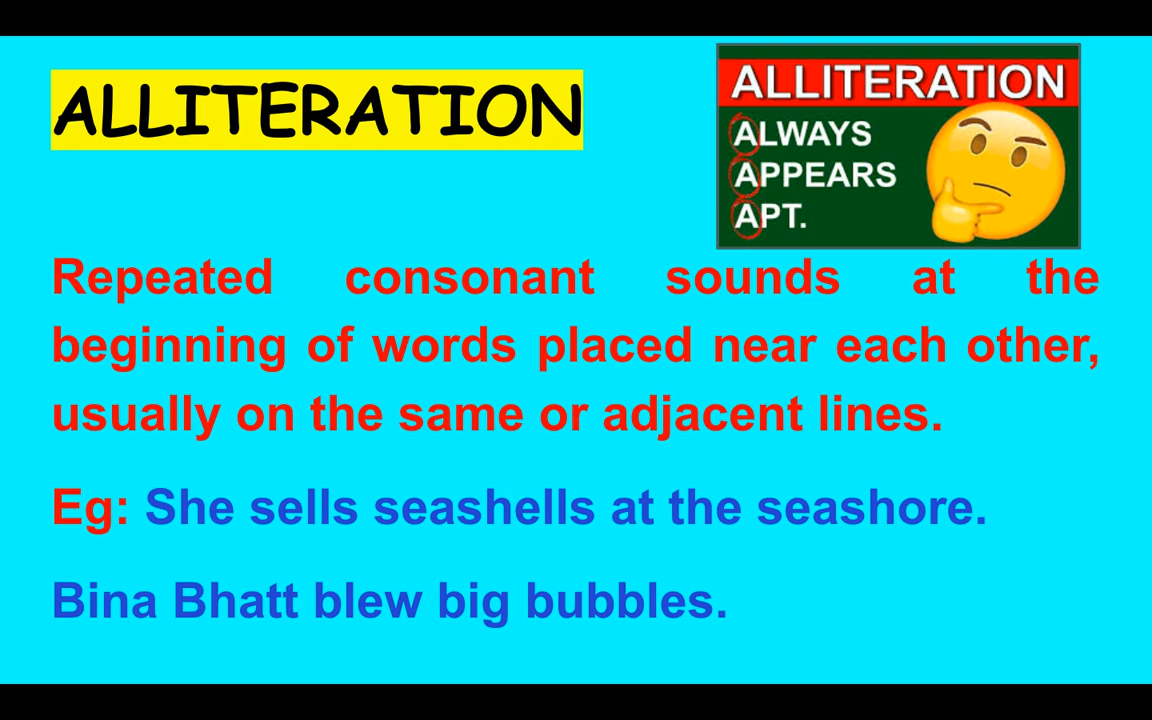 ALLITERATION
ALLITERATION
ALWAYS
APPEARS
APT.
Repeated consonant sounds at the
beginning of words placed near each other,
usually on the same or adjacent lines.
Eg: She sells seashells at the seashore.
Bina Bhatt blew big bubbles.